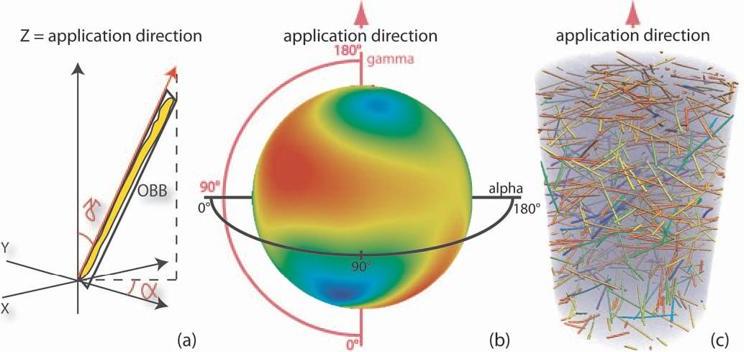 Z = application direction
γ
OBB
Y
X
α
(a)
application direction
180°
gamma
90°
0°
alpha
180°
90°
0°
(b)
application direction
(c)